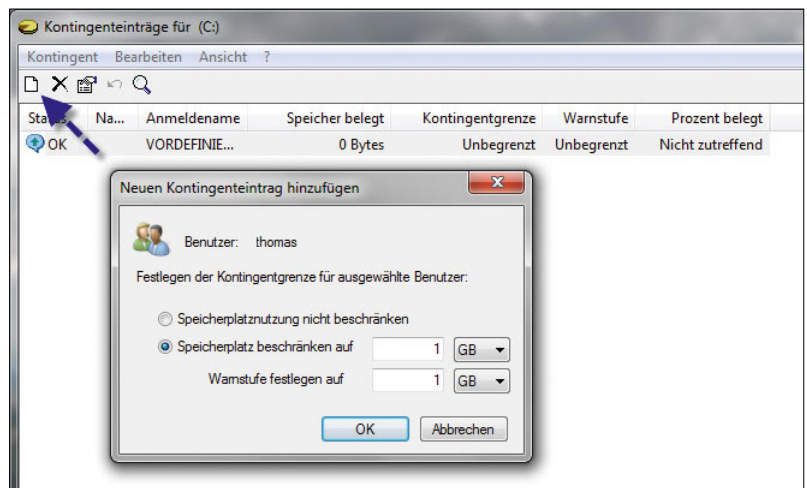 Kontingenteinträge für (C:)
Kontingent Bearbeiten Ansicht ?
Status Na... Anmeldename Speicher belegt Kontingentgrenze Warnstufe Prozent belegt
OK VORDEFINIE... 0 Bytes Unbegrenzt Unbegrenzt Nicht zutreffend
Neuen Kontingenteintrag hinzufügen
Benutzer: thomas
Festlegen der Kontingentgrenze für ausgewählte Benutzer:
Speicherplatznutzung nicht beschränken
Speicherplatz beschränken auf 1 GB
Warnstufe festlegen auf 1 GB
OK Abbrechen